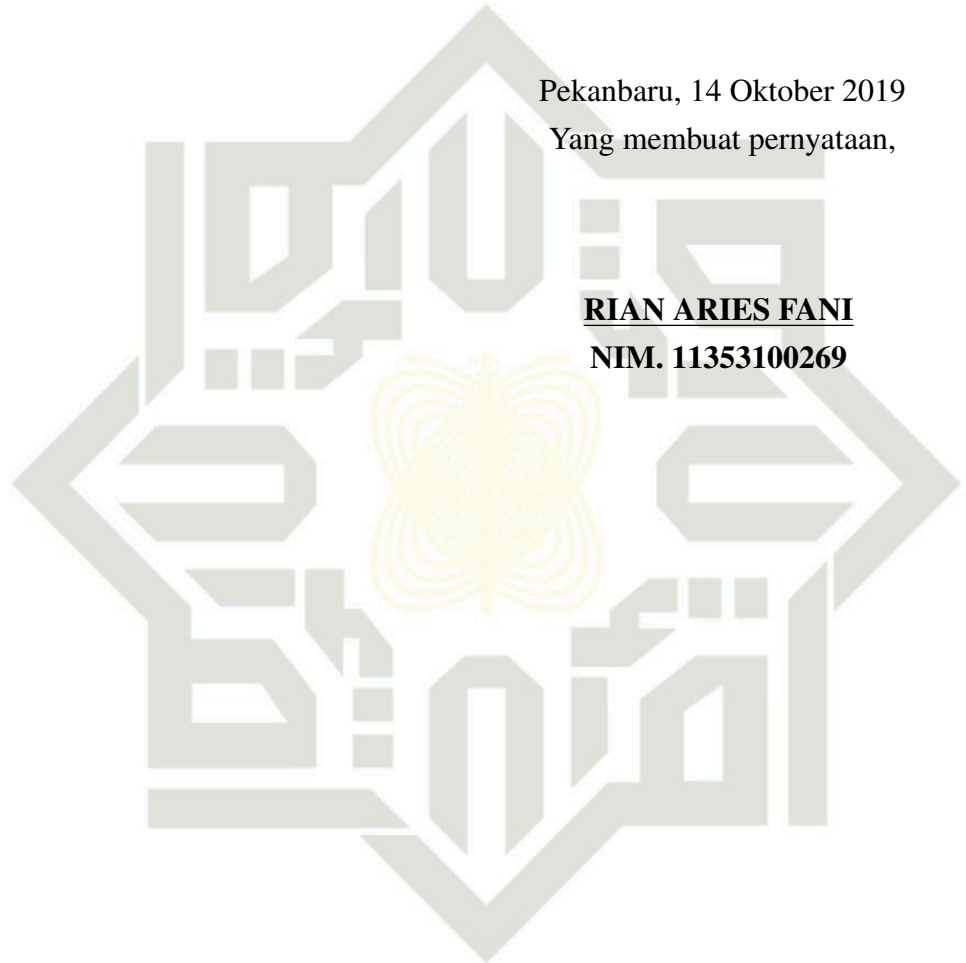 Pekanbaru, 14 Oktober 2019
Yang membuat pernyataan,
RIAN ARIES FANI
NIM. 11353100269